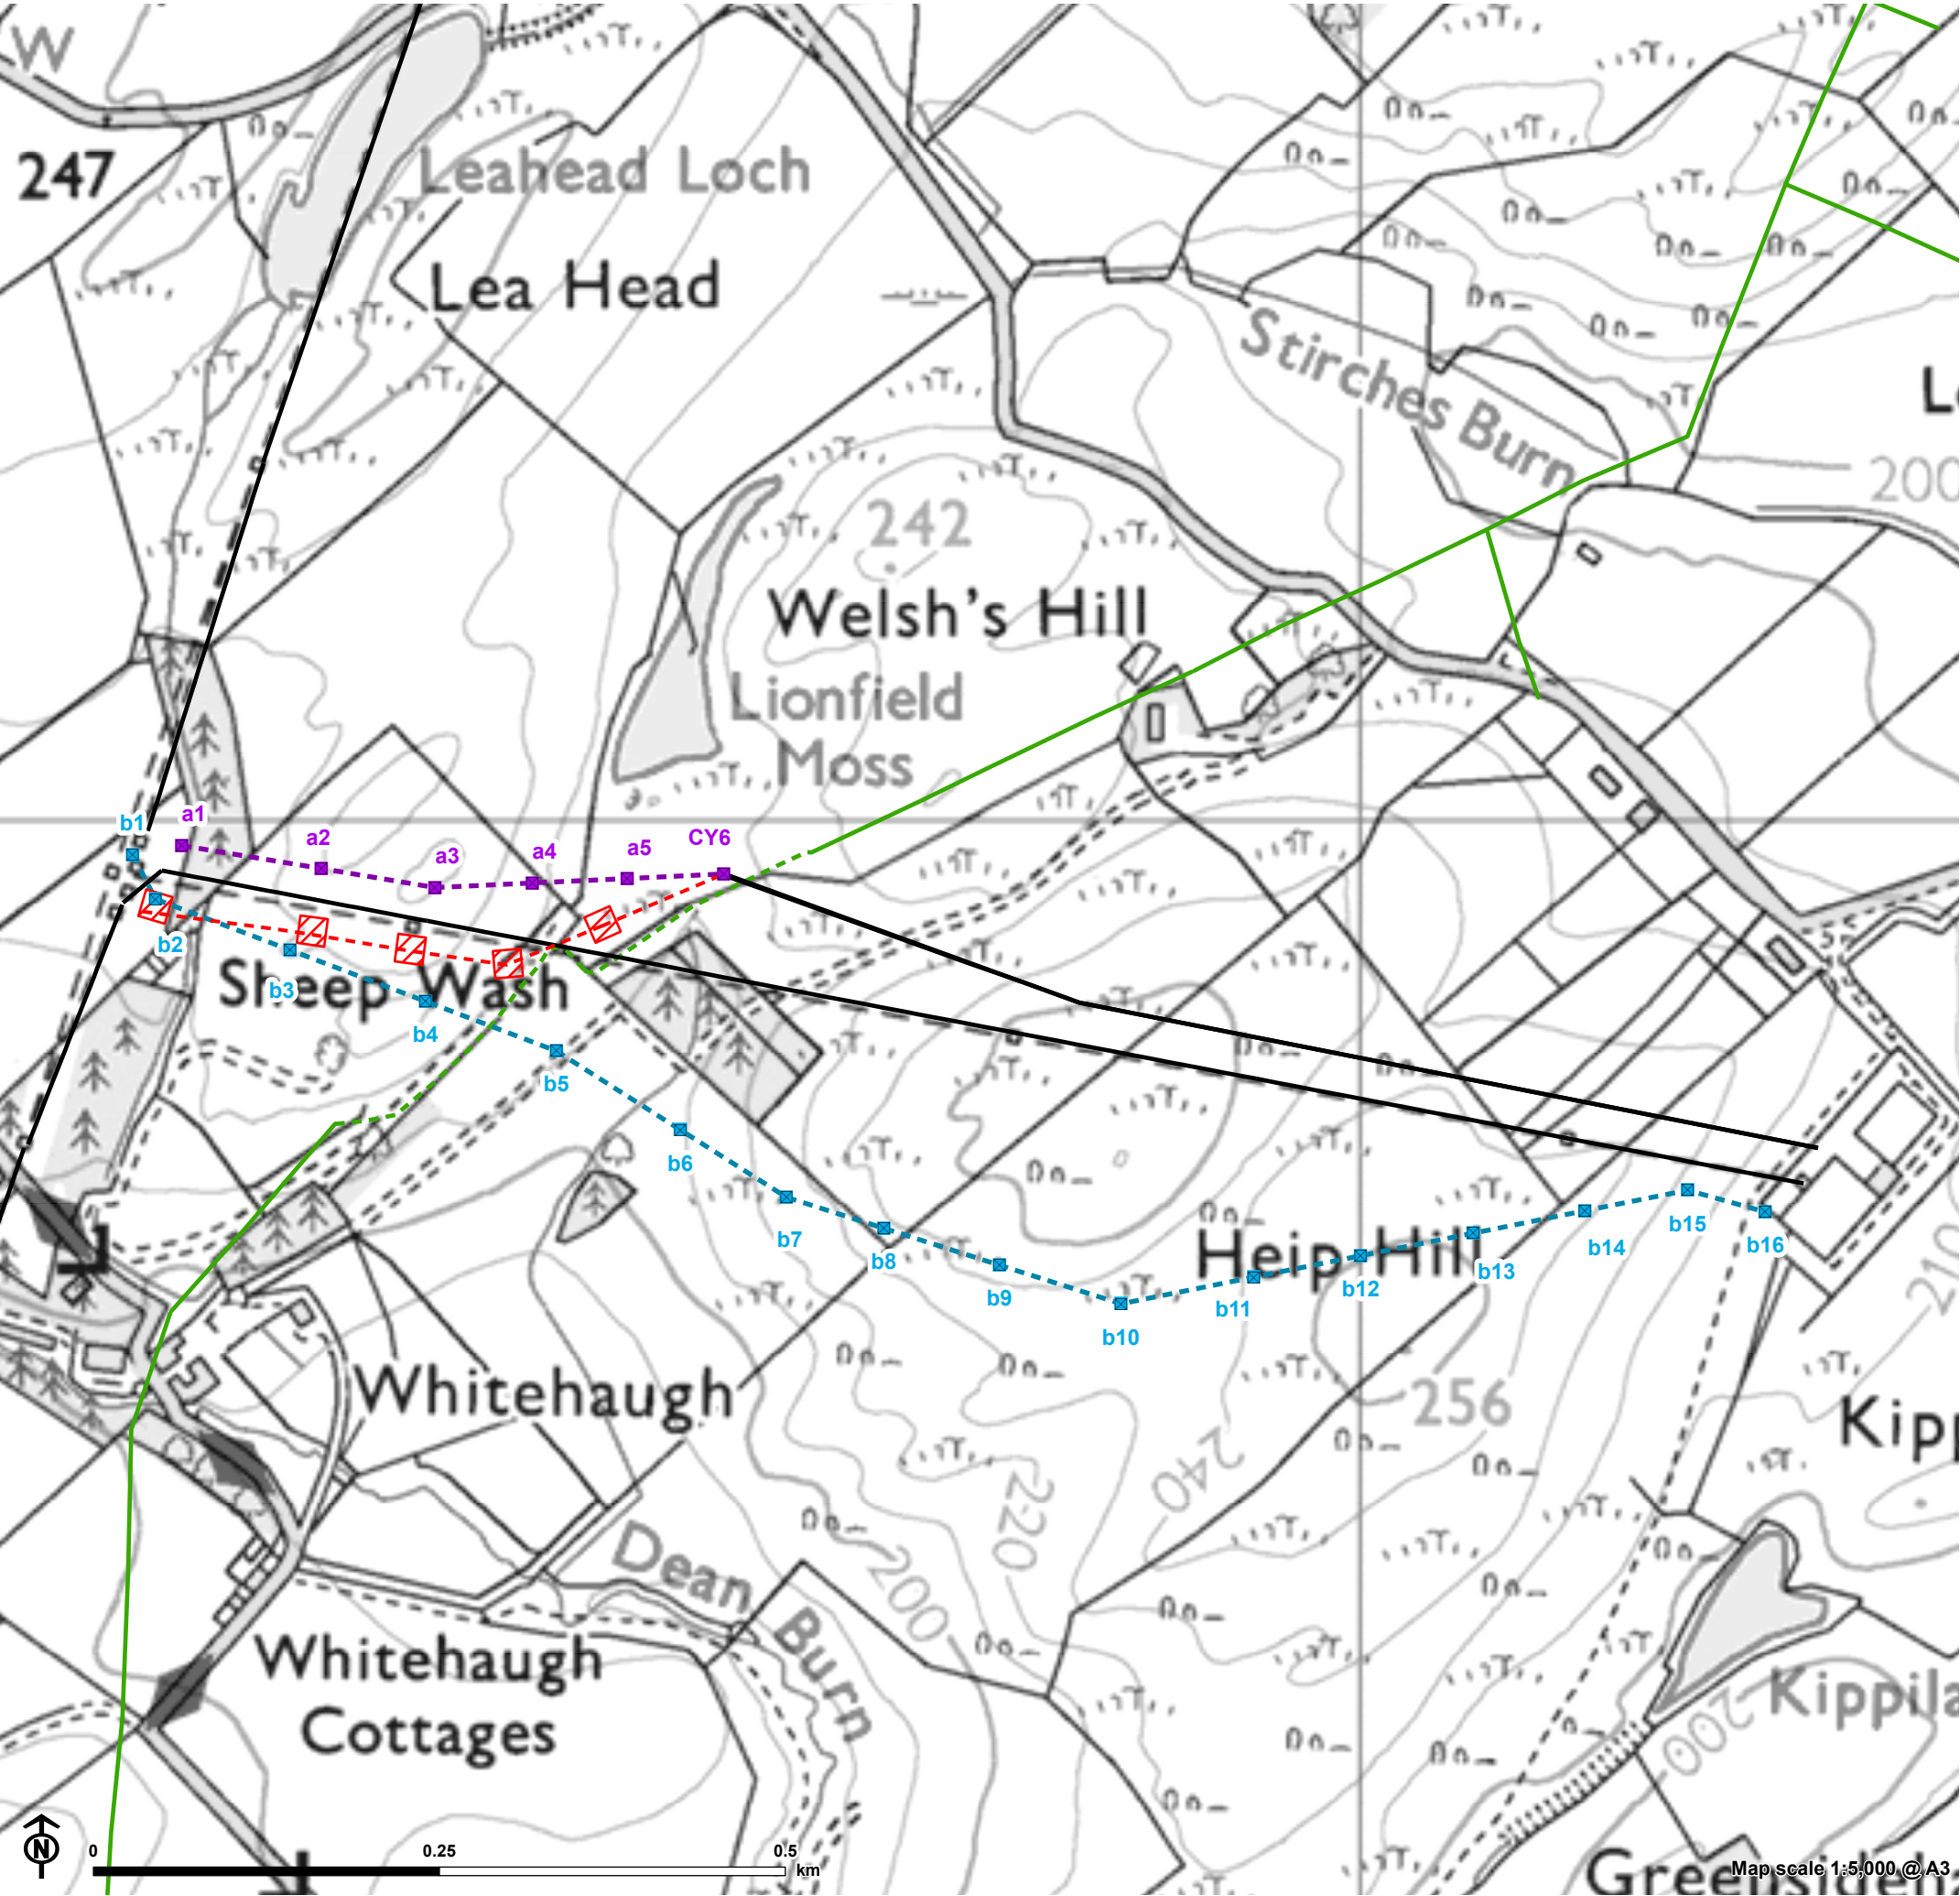 W
247
Leahead Loch
Lea Head
Stirches Burn
200
242
Welsh's Hill
Lionfield
Moss
b1
a1
a2
a3
a4
a5
CY6
b2
b3
Sheep Wash
b4
b5
b6
b7
b8
b9
b10
b11
b12
b13
b14
b15
b16
Heip Hill
210
Whitehaugh
256
240
220
Dean Burn
200
Whitehaugh
Cottages
200
N
0 0.25 0.5
km
Map scale 1:5,000 @ A3